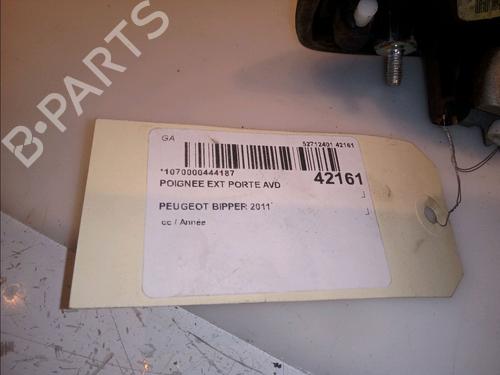 B-PARTS
GA
52712401 42161
*1070000444187
42161
POIGNEE EXT PORTE AVD
PEUGEOT BIPPER 2011
cc / Année